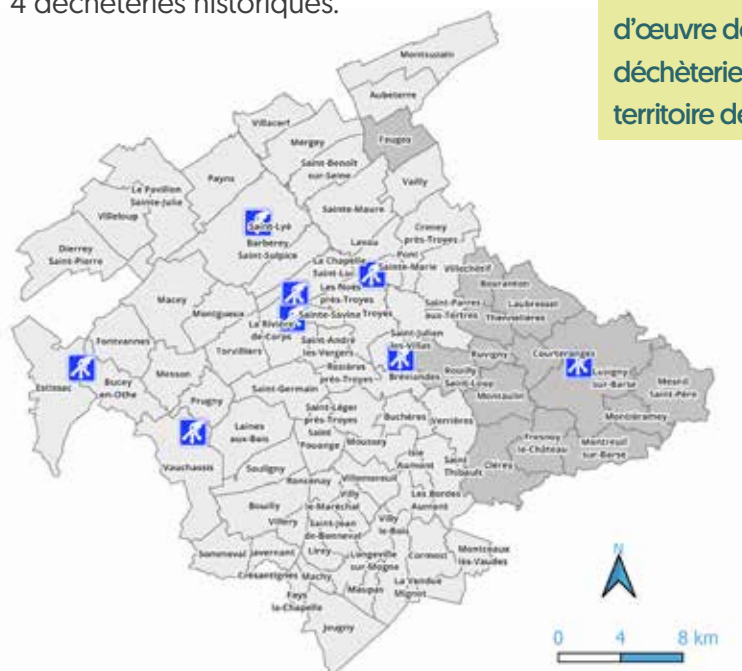 4 déchèteries historiques.
d'œuvre de
déchèterie
territoire de
Montsuzain
Aubeterre
Feuges
Villacerf
Mergey
Saint-Benoît
sur-Seine
Payns
Vailly
Le Pavillon
Sainte-Julie
Villeloup
Sainte-Maure
Saint-Lyé
Creney
près-Troyes
Dierrey
Saint-Pierre
Barberey
Saint-Sulpice
Lavau
Pont
Sainte-Marie
Villechétif
La Chapelle
Saint-Luc
Bouranton
Les Noës
près-Troyes
Laubressel
Thennelières
Macey
Montgueux
Saint-Parres
aux-Tertres
Sainte-Savine
Troyes
La Rivière
de-Corps
Fontvannes
Torvilliers
Saint-André
les-Vergers
Saint-Julien
les-Villas
Ruvigny
Courteranges
Rosières
près-Troyes
Bréviandes
Rouilly
Saint-Loup
Lusigny
sur-Barse
Mesnil
Saint-Père
Estissac
Bucey
en-Othe
Messon
Prugny
Saint-Germain
Montaulin
Montiéramey
Saint-Léger
près-Troyes
Buchères
Verrières
Laines
aux-Bois
Saint
Pouange
Moussey
Isle
Aumont
Fresnoy
le-Château
Montreuil
sur-Barse
Clérey
Saint
Thibault
Vauchassis
Souligny
Roncenay
Villemereuil
Les Bordes
Aumont
Bouilly
Villy
le-Maréchal
Villery
Saint-Jean
de-Bonneval
Villy
le-Bois
Sommeval
Javernant
Lirey
Longeville
sur-Mogne
Cormost
Montceaux
lès-Vaudes
Crésantignes
Machy
Maupas
La Vendue
Mignot
Fays
la-Chapelle
Jeugny
N
0 4 8 km